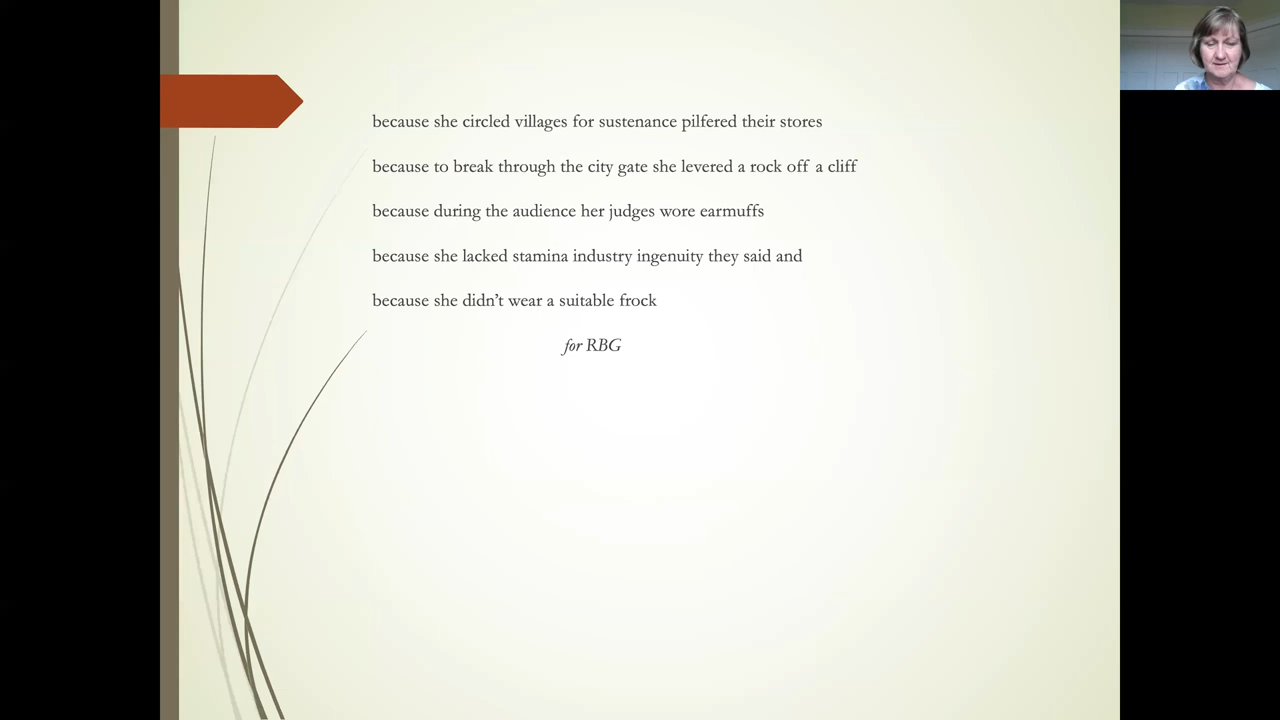 because she circled villages for sustenance pilfered their stores
because to break through the city gate she levered a rock off a cliff
because during the audience her judges wore earmuffs
because she lacked stamina industry ingenuity they said and
because she didn’t wear a suitable frock
for RBG